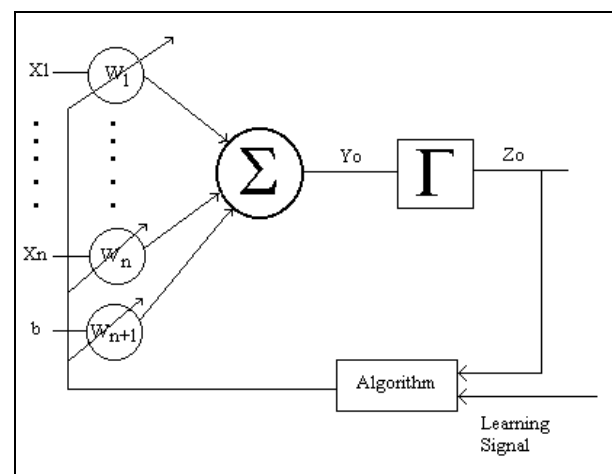 X1
W1
Σ
Yo
Γ
Zo
Xn
Wn
b
Wn+1
Algorithm
Learning
Signal